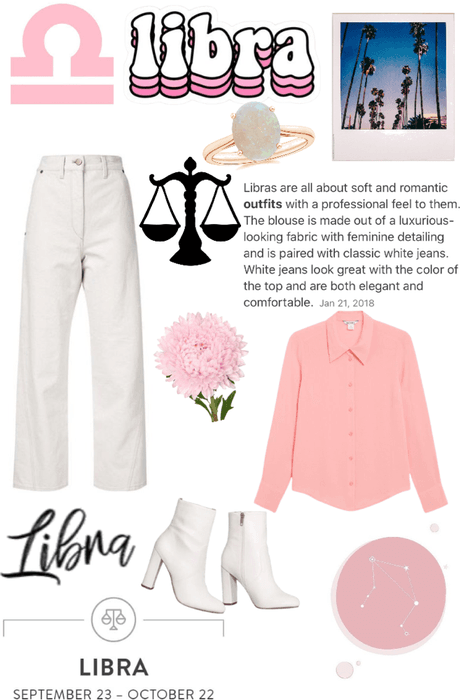 libra
Libras are all about soft and romantic
outfits with a professional feel to them.
The blouse is made out of a luxurious-
looking fabric with feminine detailing
and is paired with classic white jeans.
White jeans look great with the color of
the top and are both elegant and
comfortable. Jan 21, 2018
Libra
LIBRA
SEPTEMBER 23 – OCTOBER 22